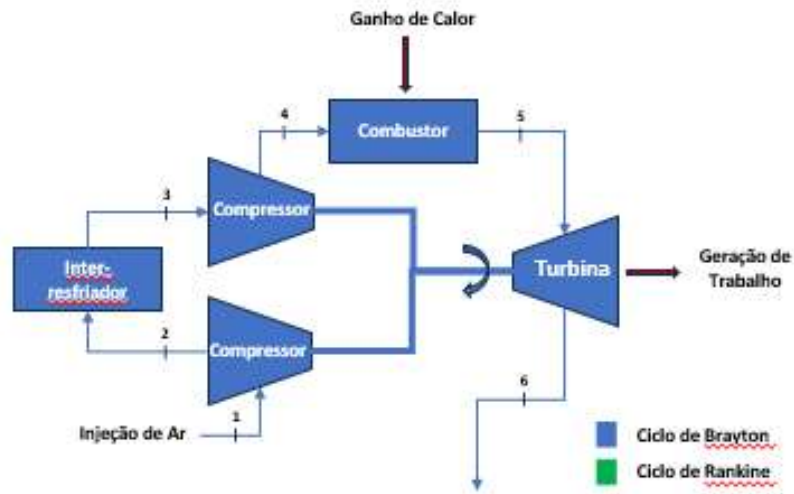 Ganho de Calor
4
Combustor
5
3
Compressor
Inter-
resfriador
Turbina
Geração de
Trabalho
2
Compressor
6
1
Injeção de Ar
Ciclo de Brayton
Ciclo de Rankine